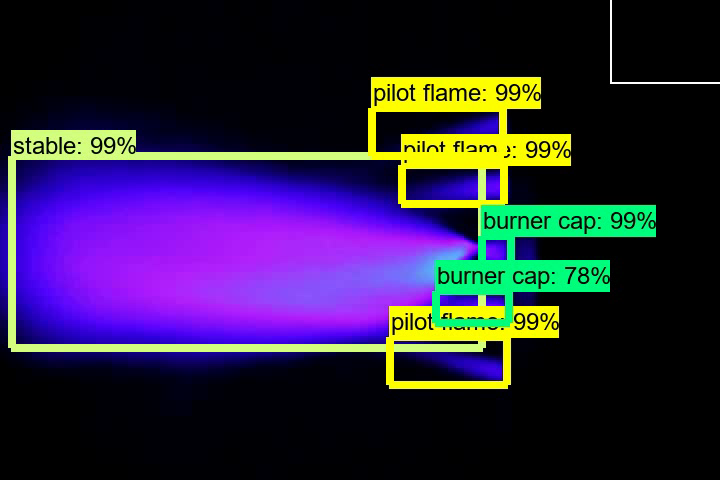 pilot flame: 99%
stable: 99%
pilot flame: 99%
burner cap: 99%
burner cap: 78%
pilot flame: 99%